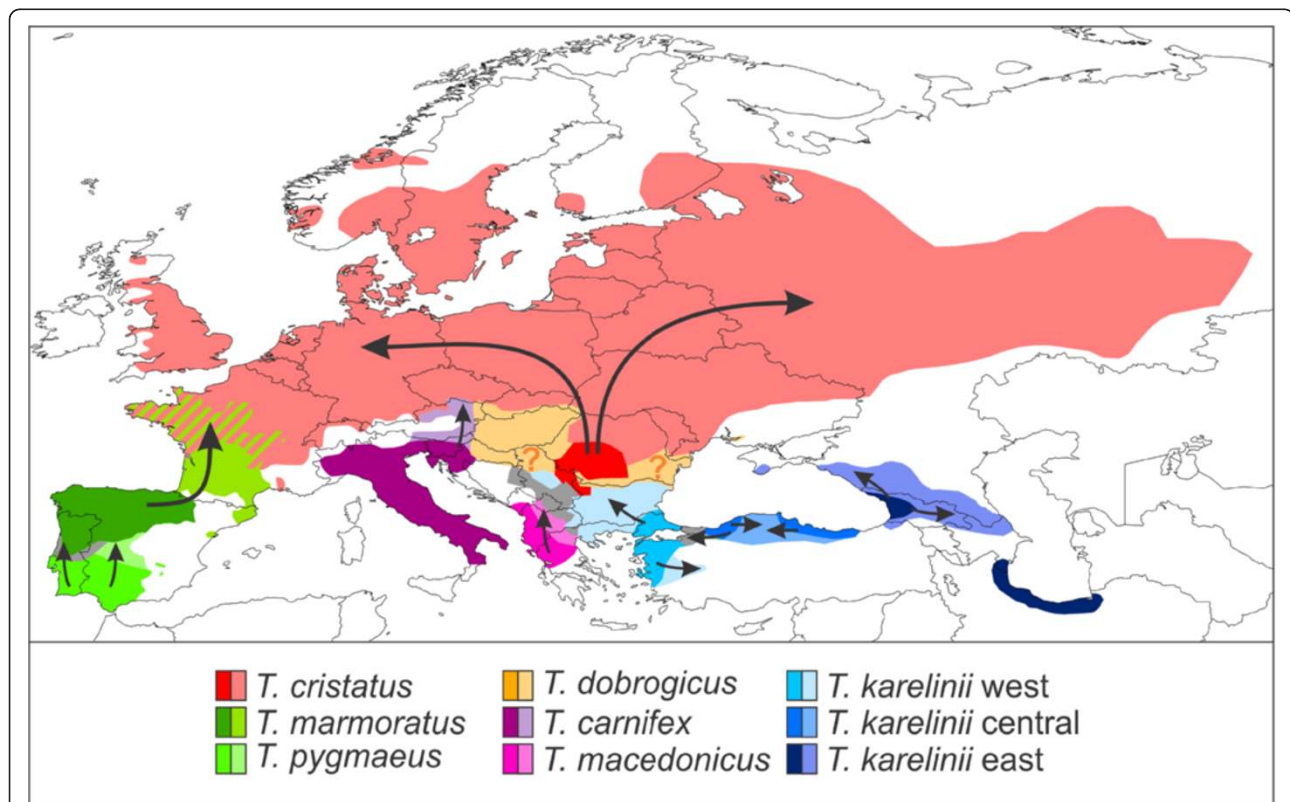 ?
?
T. cristatus T. dobrogicus T. karelinii west
T. marmoratus T. carnifex T. karelinii central
T. pygmaeus T. macedonicus T. karelinii east